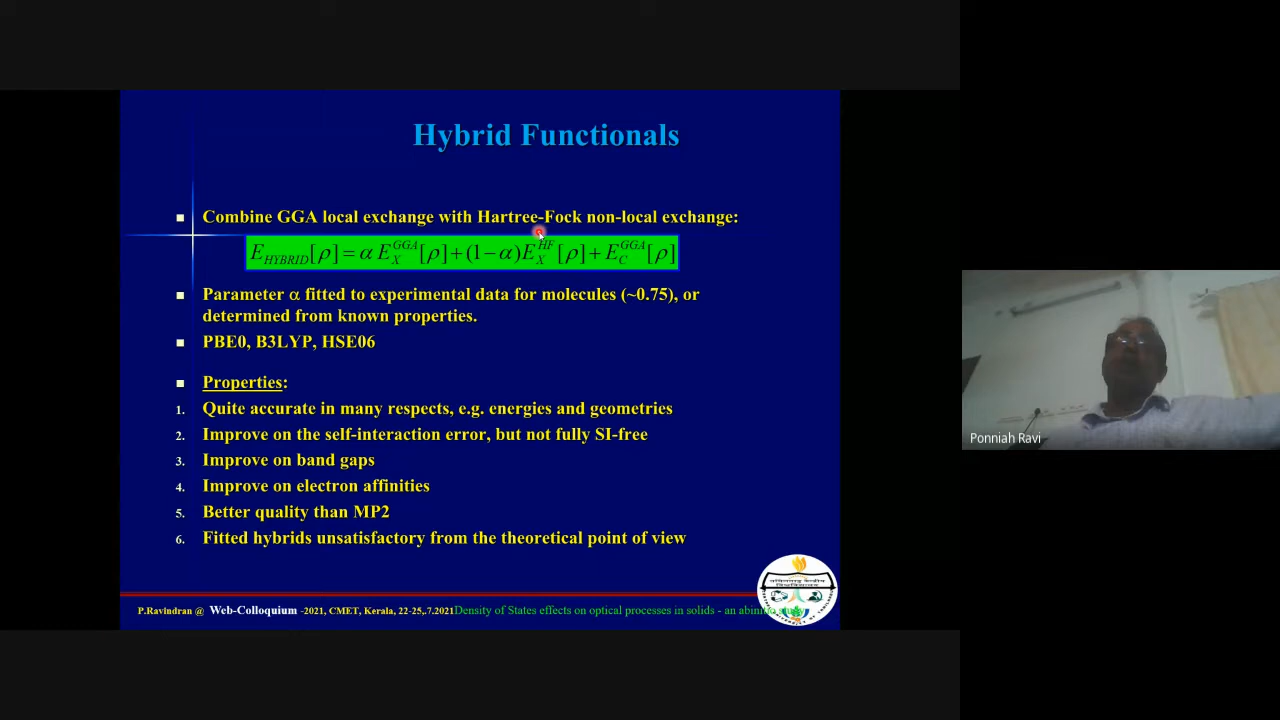 Hybrid Functionals
Combine GGA local exchange with Hartree-Fock non-local exchange:
E_HYBRID[ρ] = α E_X^GGA[ρ] + (1−α)E_X^HF[ρ] + E_C^GGA[ρ]
Parameter α fitted to experimental data for molecules (~0.75), or
determined from known properties.
PBE0, B3LYP, HSE06
Properties:
1. Quite accurate in many respects, e.g. energies and geometries
2. Improve on the self-interaction error, but not fully SI-free
3. Improve on band gaps
4. Improve on electron affinities
5. Better quality than MP2
6. Fitted hybrids unsatisfactory from the theoretical point of view
P.Ravindran @ Web-Colloquium -2021, CMET, Kerala, 22-25,.7.2021Density of States effects on optical processes in solids - an abinitio
Ponniah Ravi